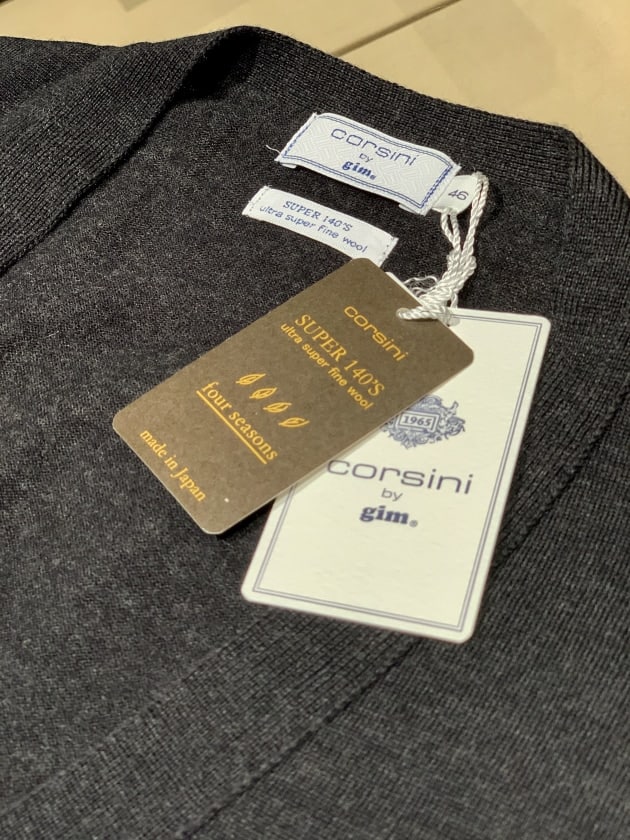 corsini
by
gim®
46
SUPER 140'S
ultra super fine wool
corsini
SUPER 140'S
ultra super fine wool
four seasons
made in Japan
1965
corsini
by
gim®